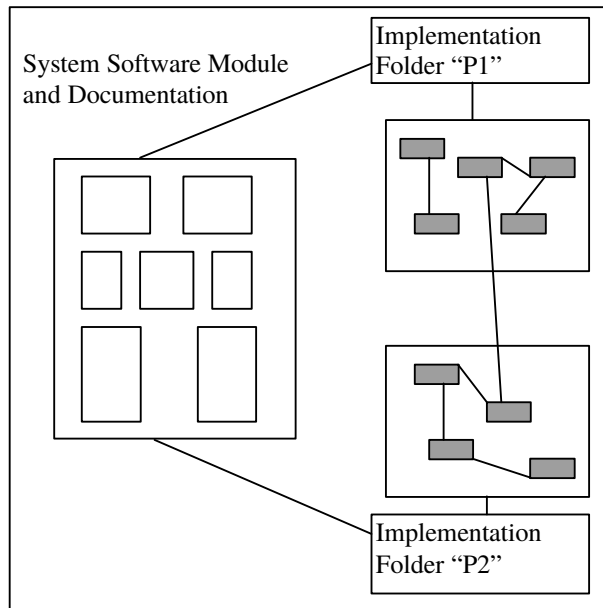 System Software Module
and Documentation
Implementation
Folder “P1”
Implementation
Folder “P2”